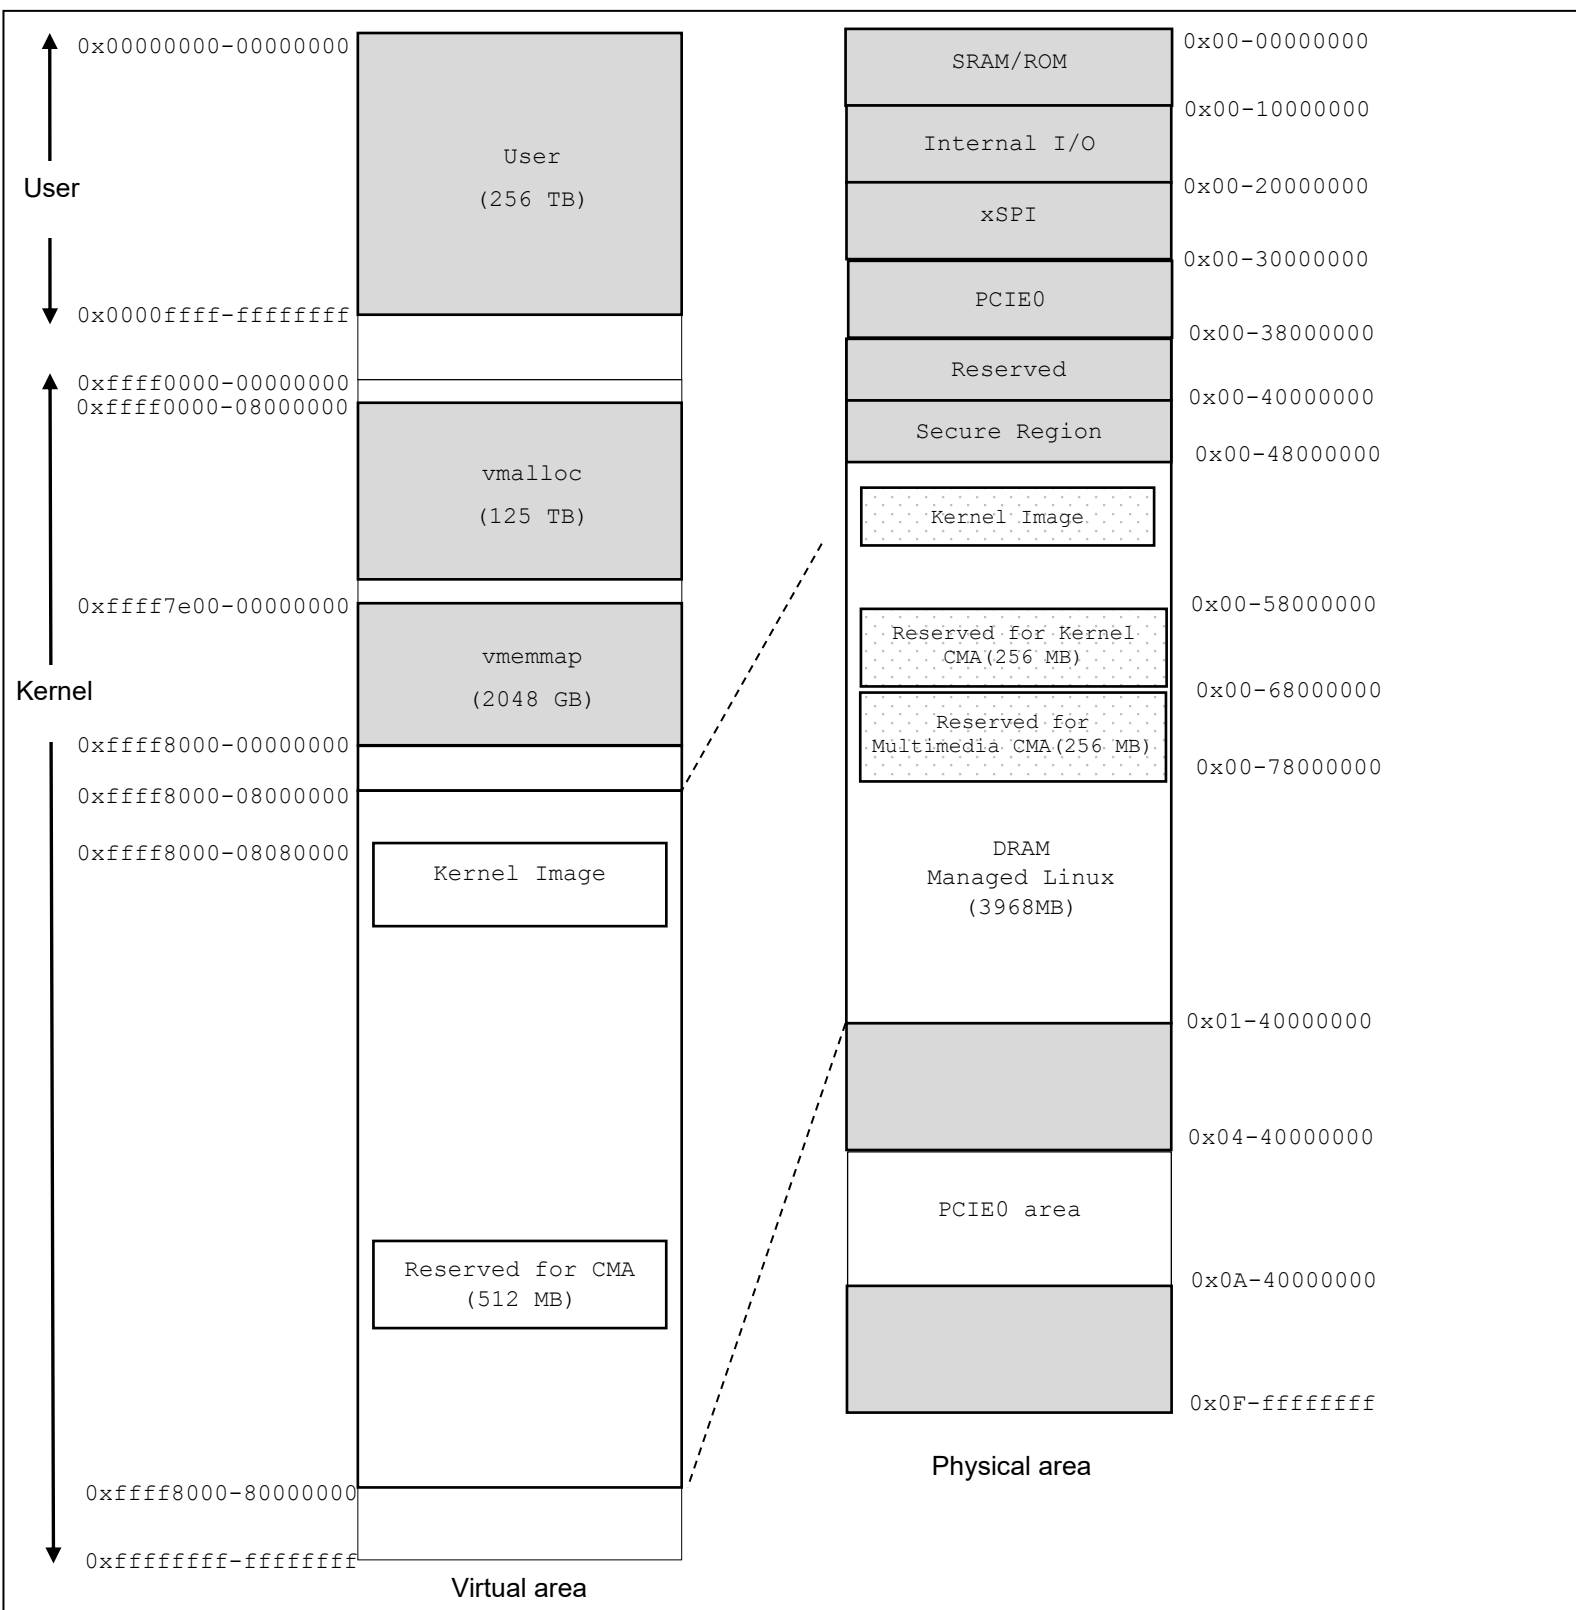 0x00000000-00000000
User
(256 TB)
User
0x0000ffff-ffffffff
0xffff0000-00000000
0xffff0000-08000000
vmalloc
(125 TB)
0xffff7e00-00000000
vmemmap
(2048 GB)
Kernel
0xffff8000-00000000
0xffff8000-08000000
0xffff8000-08080000
Kernel Image
Reserved for CMA
(512 MB)
0xffff8000-80000000
0xffffffff-ffffffff
Virtual area
0x00-00000000
SRAM/ROM
0x00-10000000
Internal I/O
0x00-20000000
xSPI
0x00-30000000
PCIE0
0x00-38000000
Reserved
0x00-40000000
Secure Region
0x00-48000000
Kernel Image
0x00-58000000
Reserved for Kernel
CMA(256 MB)
0x00-68000000
Reserved for
Multimedia CMA(256 MB)
0x00-78000000
DRAM
Managed Linux
(3968MB)
0x01-40000000
0x04-40000000
PCIE0 area
0x0A-40000000
0x0F-ffffffff
Physical area